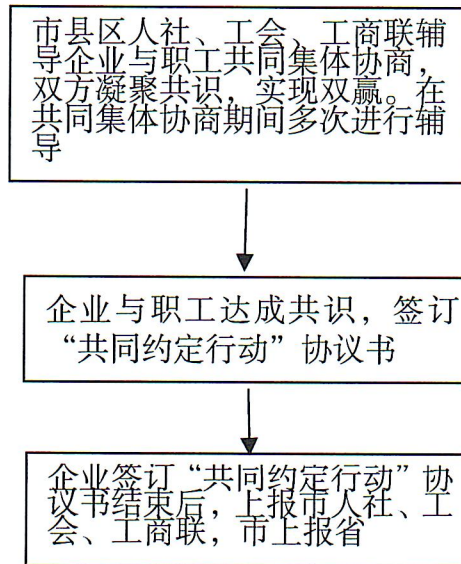 市县区人社、工会、工商联辅
导企业与职工共同集体协商，
双方凝聚共识，实现双赢。在
共同集体协商期间多次进行辅
导
企业与职工达成共识，签订
“共同约定行动”协议书
企业签订“共同约定行动”协
议书结束后，上报市人社、工
会、工商联，市上报省